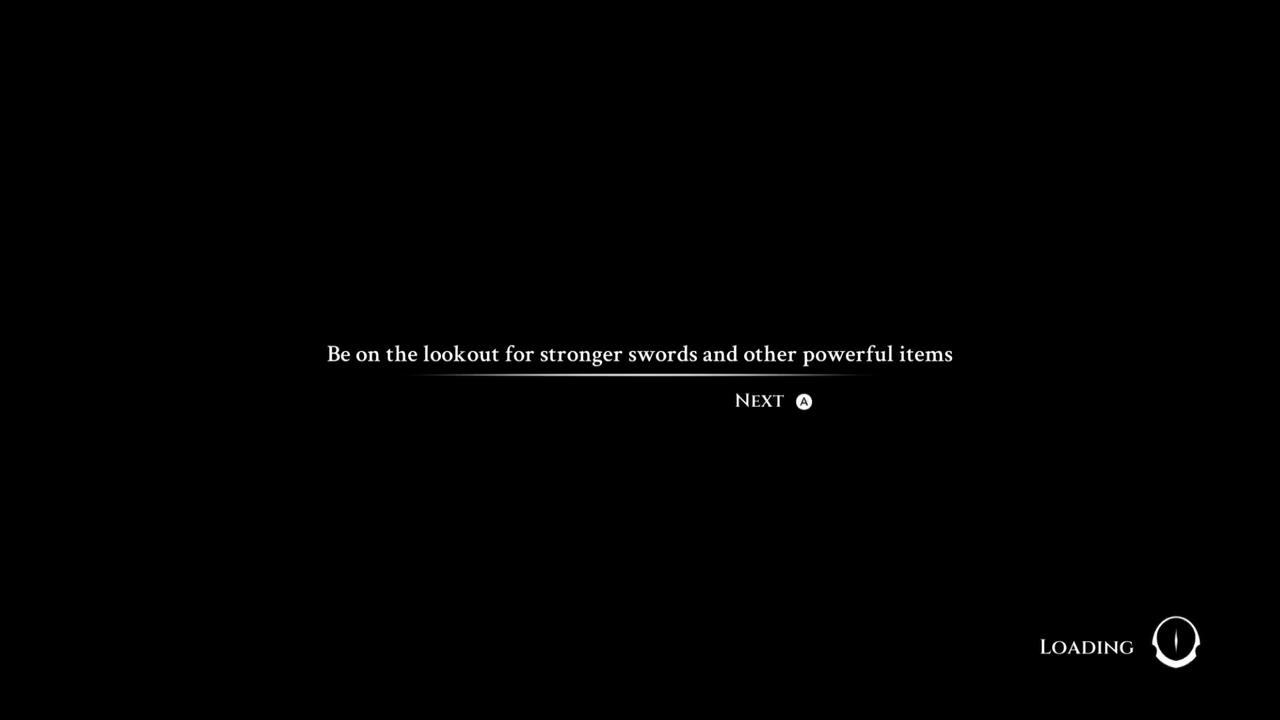 Be on the lookout for stronger swords and other powerful items
Next A
Loading